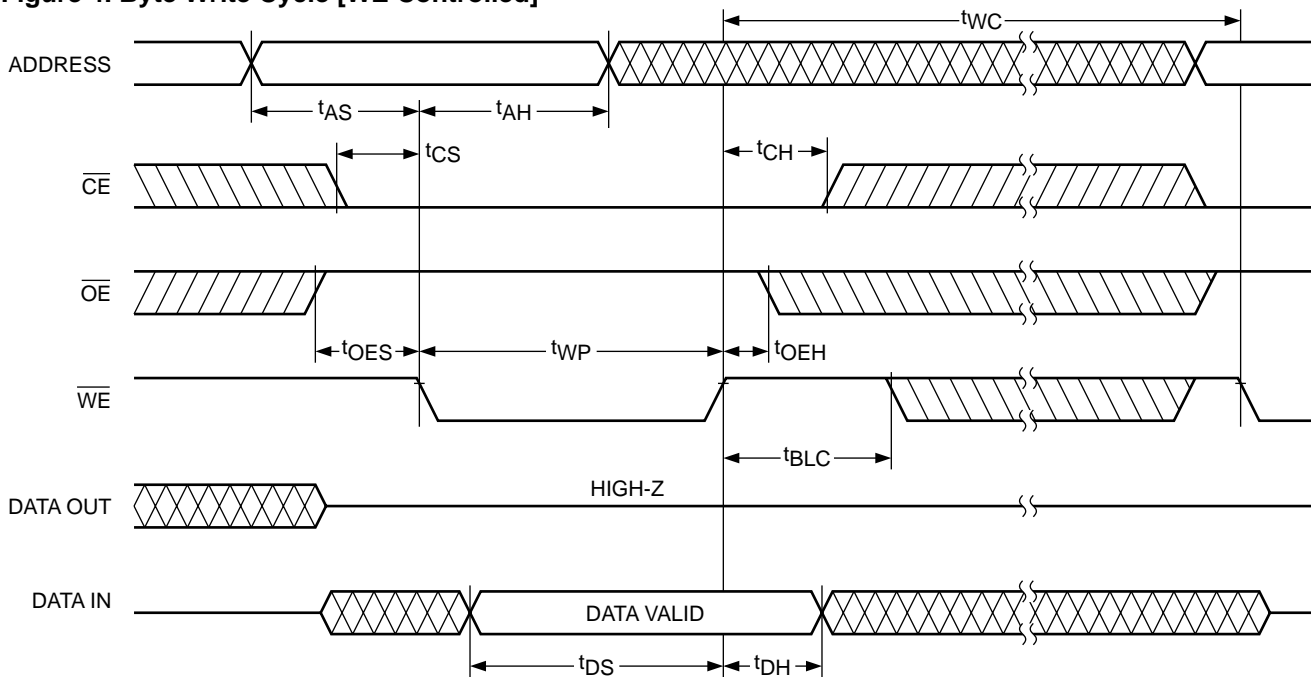 Figure 4. Byte Write Cycle [WE Controlled]
tWC
ADDRESS
tAS
tAH
tCS
tCH
CE
OE
tOES
tWP
tOEH
WE
tBLC
HIGH-Z
DATA OUT
DATA IN
DATA VALID
tDS
tDH